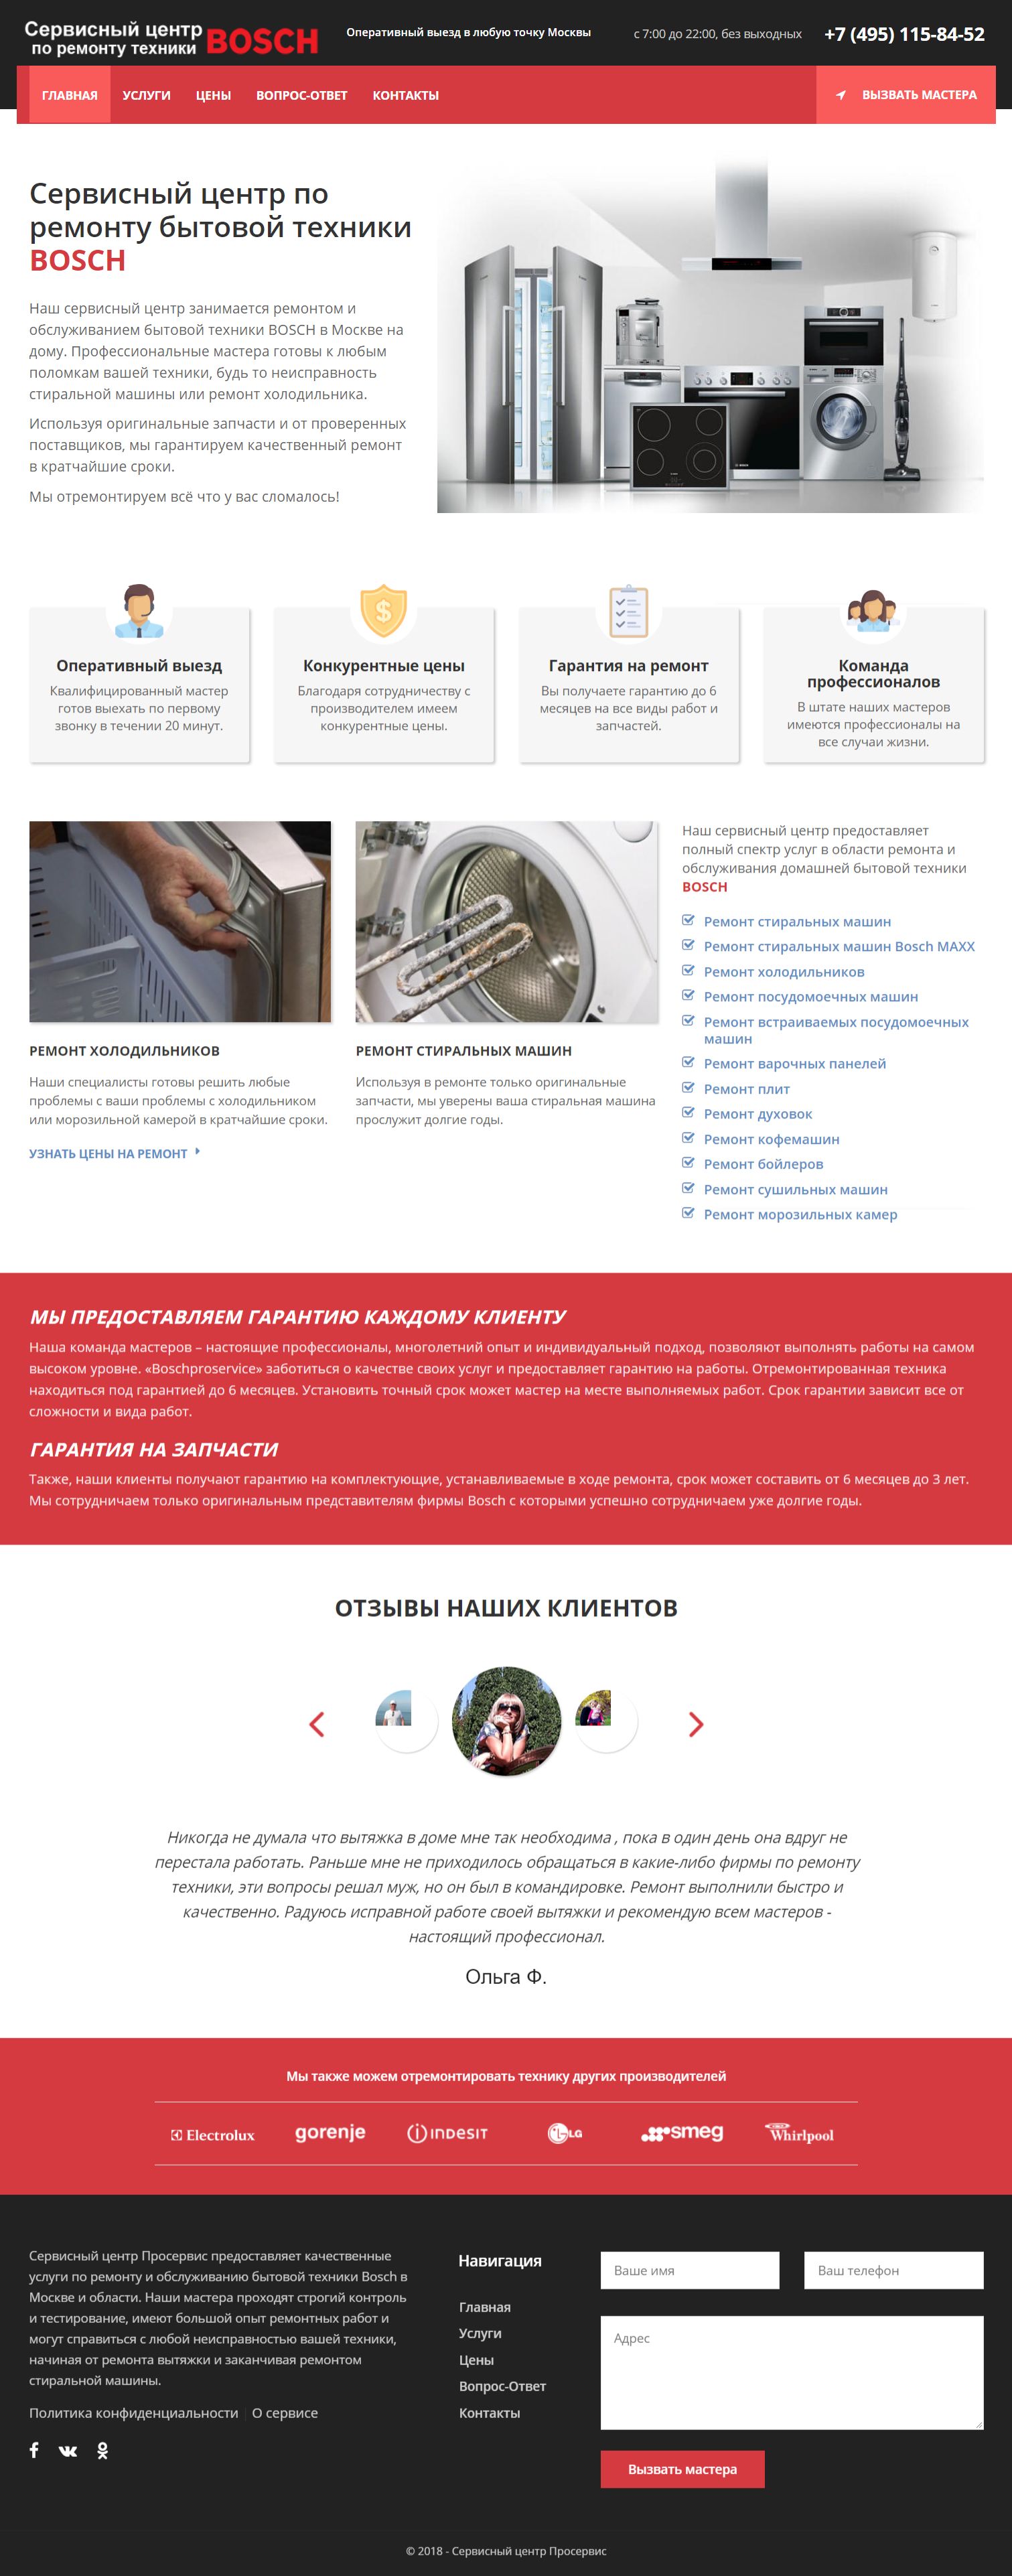 Сервисный центр
по ремонту техники BOSCH
Оперативный выезд в любую точку Москвы
с 7:00 до 22:00, без выходных
+7 (495) 115-84-52
ГЛАВНАЯ
УСЛУГИ
ЦЕНЫ
ВОПРОС-ОТВЕТ
КОНТАКТЫ
ВЫЗВАТЬ МАСТЕРА
Сервисный центр по
ремонту бытовой техники
BOSCH
Наш сервисный центр занимается ремонтом и
обслуживанием бытовой техники BOSCH в Москве на
дому. Профессиональные мастера готовы к любым
поломкам вашей техники, будь то неисправность
стиральной машины или ремонт холодильника.
Используя оригинальные запчасти и от проверенных
поставщиков, мы гарантируем качественный ремонт
в кратчайшие сроки.
Мы отремонтируем всё что у вас сломалось!
Оперативный выезд
Квалифицированный мастер
готов выехать по первому
звонку в течении 20 минут.
Конкурентные цены
Благодаря сотрудничеству с
производителем имеем
конкурентные цены.
Гарантия на ремонт
Вы получаете гарантию до 6
месяцев на все виды работ и
запчастей.
Команда
профессионалов
В штате наших мастеров
имеются профессионалы на
все случаи жизни.
РЕМОНТ ХОЛОДИЛЬНИКОВ
Наши специалисты готовы решить любые
проблемы с ваши проблемы с холодильником
или морозильной камерой в кратчайшие сроки.
УЗНАТЬ ЦЕНЫ НА РЕМОНТ
РЕМОНТ СТИРАЛЬНЫХ МАШИН
Используя в ремонте только оригинальные
запчасти, мы уверены ваша стиральная машина
прослужит долгие годы.
Наш сервисный центр предоставляет
полный спектр услуг в области ремонта и
обслуживания домашней бытовой техники
BOSCH
Ремонт стиральных машин
Ремонт стиральных машин Bosch MAXX
Ремонт холодильников
Ремонт посудомоечных машин
Ремонт встраиваемых посудомоечных
машин
Ремонт варочных панелей
Ремонт плит
Ремонт духовок
Ремонт кофемашин
Ремонт бойлеров
Ремонт сушильных машин
Ремонт морозильных камер
МЫ ПРЕДОСТАВЛЯЕМ ГАРАНТИЮ КАЖДОМУ КЛИЕНТУ
Наша команда мастеров – настоящие профессионалы, многолетний опыт и индивидуальный подход, позволяют выполнять работы на самом
высоком уровне. «Boschproservice» заботиться о качестве своих услуг и предоставляет гарантию на работы. Отремонтированная техника
находиться под гарантией до 6 месяцев. Установить точный срок может мастер на месте выполняемых работ. Срок гарантии зависит все от
сложности и вида работ.
ГАРАНТИЯ НА ЗАПЧАСТИ
Также, наши клиенты получают гарантию на комплектующие, устанавливаемые в ходе ремонта, срок может составить от 6 месяцев до 3 лет.
Мы сотрудничаем только оригинальным представителям фирмы Bosch с которыми успешно сотрудничаем уже долгие годы.
ОТЗЫВЫ НАШИХ КЛИЕНТОВ
Никогда не думала что вытяжка в доме мне так необходима , пока в один день она вдруг не
перестала работать. Раньше мне не приходилось обращаться в какие-либо фирмы по ремонту
техники, эти вопросы решал муж, но он был в командировке. Ремонт выполнили быстро и
качественно. Радуюсь исправной работе своей вытяжки и рекомендую всем мастеров -
настоящий профессионал.
Ольга Ф.
Мы также можем отремонтировать технику других производителей
Electrolux
gorenje
INDESIT
LG
smeg
Whirlpool
Сервисный центр Просервис предоставляет качественные
услуги по ремонту и обслуживанию бытовой техники Bosch в
Москве и области. Наши мастера проходят строгий контроль
и тестирование, имеют большой опыт ремонтных работ и
могут справиться с любой неисправностью вашей техники,
начиная от ремонта вытяжки и заканчивая ремонтом
стиральной машины.
Политика конфиденциальности | О сервисе
Навигация
Главная
Услуги
Цены
Вопрос-Ответ
Контакты
Ваше имя
Ваш телефон
Адрес
Вызвать мастера
© 2018 - Сервисный центр Просервис